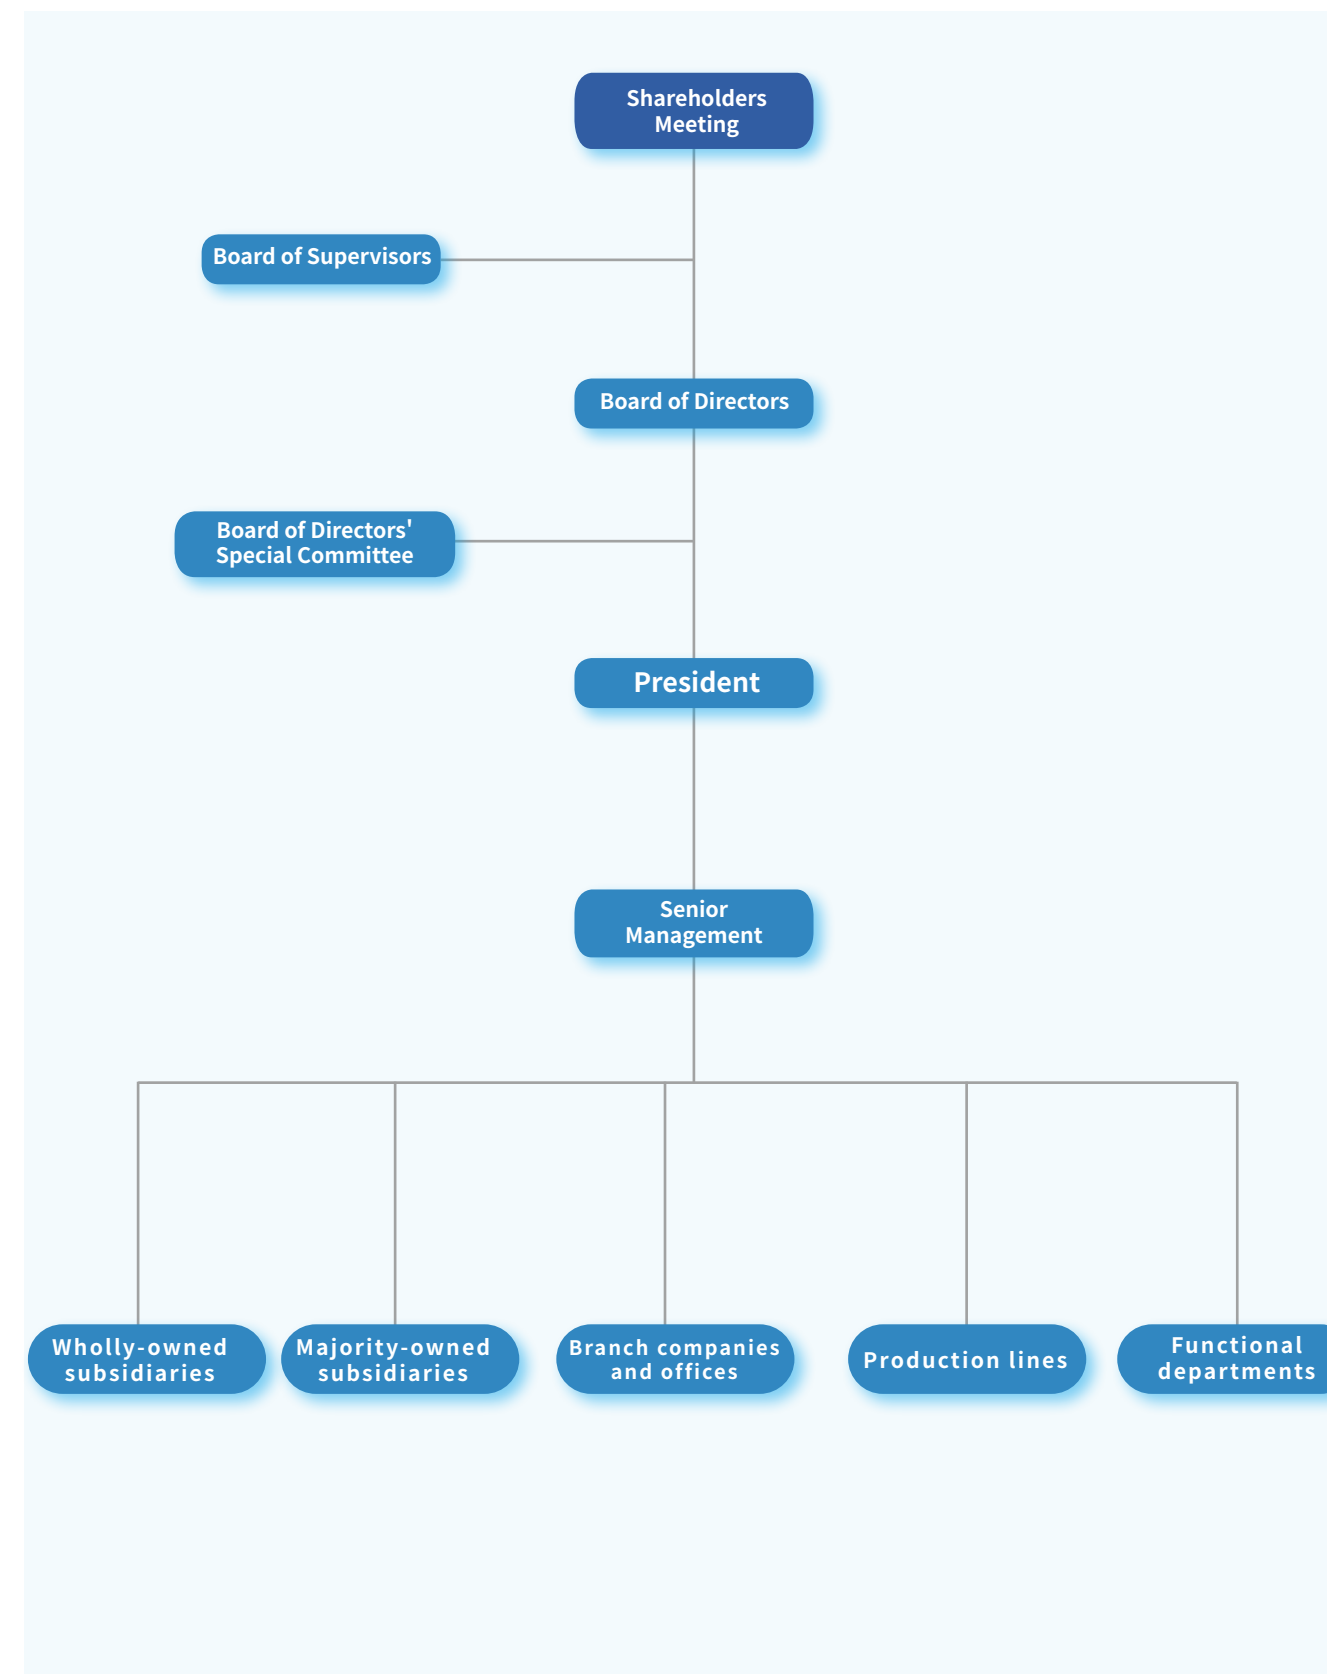 Shareholders
Meeting
Board of Supervisors
Board of Directors
Board of Directors'
Special Committee
President
Senior
Management
Wholly-owned
subsidiaries
Majority-owned
subsidiaries
Branch companies
and offices
Production lines
Functional
departments